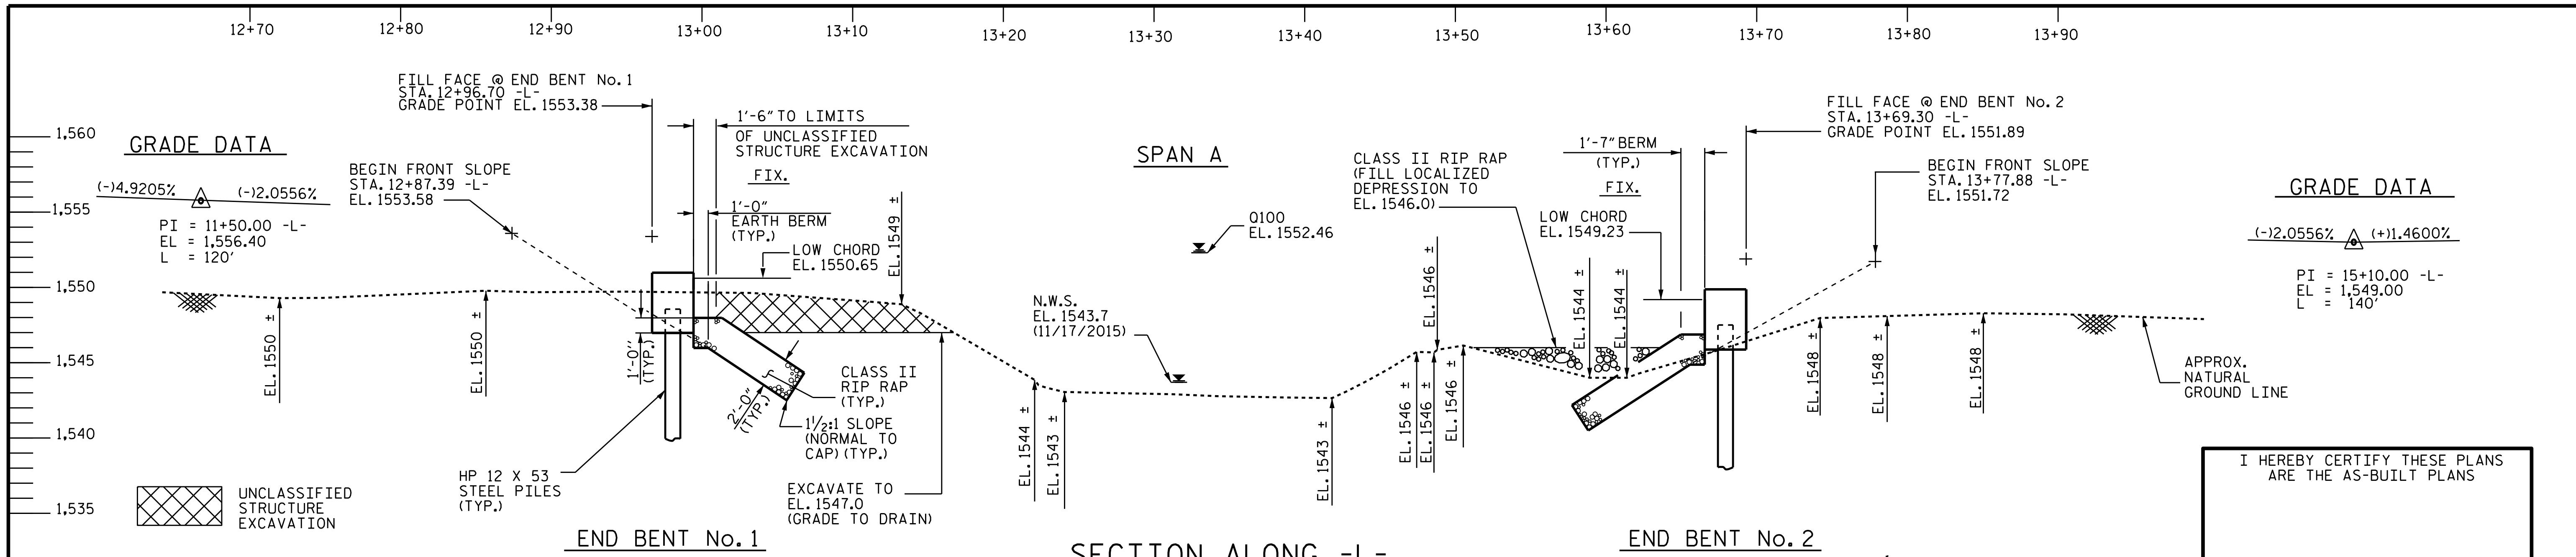 12+70
12+80
12+90
13+00
13+10
13+20
13+30
13+40
13+50
13+60
13+70
13+80
13+90
1,560
1,555
1,550
1,545
1,540
1,535
GRADE DATA
(-)4.9205%
(-)2.0556%
PI = 11+50.00 -L-
EL = 1,556.40
L = 120'
FILL FACE @ END BENT No. 1
STA. 12+96.70 -L-
GRADE POINT EL. 1553.38
BEGIN FRONT SLOPE
STA. 12+87.39 -L-
EL. 1553.58
1'-6" TO LIMITS
OF UNCLASSIFIED
STRUCTURE EXCAVATION
FIX.
1'-0"
EARTH BERM
(TYP.)
LOW CHORD
EL. 1550.65
EL. 1549 ±
EL. 1550 ±
EL. 1550 ±
1'-0"
(TYP.)
2'-0"
(TYP.)
CLASS II
RIP RAP
(TYP.)
1½:1 SLOPE
(NORMAL TO
CAP) (TYP.)
HP 12 X 53
STEEL PILES
(TYP.)
EXCAVATE TO
EL. 1547.0
(GRADE TO DRAIN)
UNCLASSIFIED
STRUCTURE
EXCAVATION
END BENT No. 1
SPAN A
Q100
EL. 1552.46
N.W.S.
EL. 1543.7
(11/17/2015)
EL. 1544 ±
EL. 1543 ±
EL. 1543 ±
SECTION ALONG -L-
CLASS II RIP RAP
(FILL LOCALIZED
DEPRESSION TO
EL. 1546.0)
EL. 1546 ±
EL. 1546 ±
EL. 1546 ±
EL. 1546 ±
EL. 1544 ±
EL. 1544 ±
1'-7" BERM
(TYP.)
FIX.
LOW CHORD
EL. 1549.23
FILL FACE @ END BENT No. 2
STA. 13+69.30 -L-
GRADE POINT EL. 1551.89
BEGIN FRONT SLOPE
STA. 13+77.88 -L-
EL. 1551.72
EL. 1548 ±
EL. 1548 ±
EL. 1548 ±
APPROX.
NATURAL
GROUND LINE
END BENT No. 2
GRADE DATA
(-)2.0556%
(+)1.4600%
PI = 15+10.00 -L-
EL = 1,549.00
L = 140'
I HEREBY CERTIFY THESE PLANS
ARE THE AS-BUILT PLANS